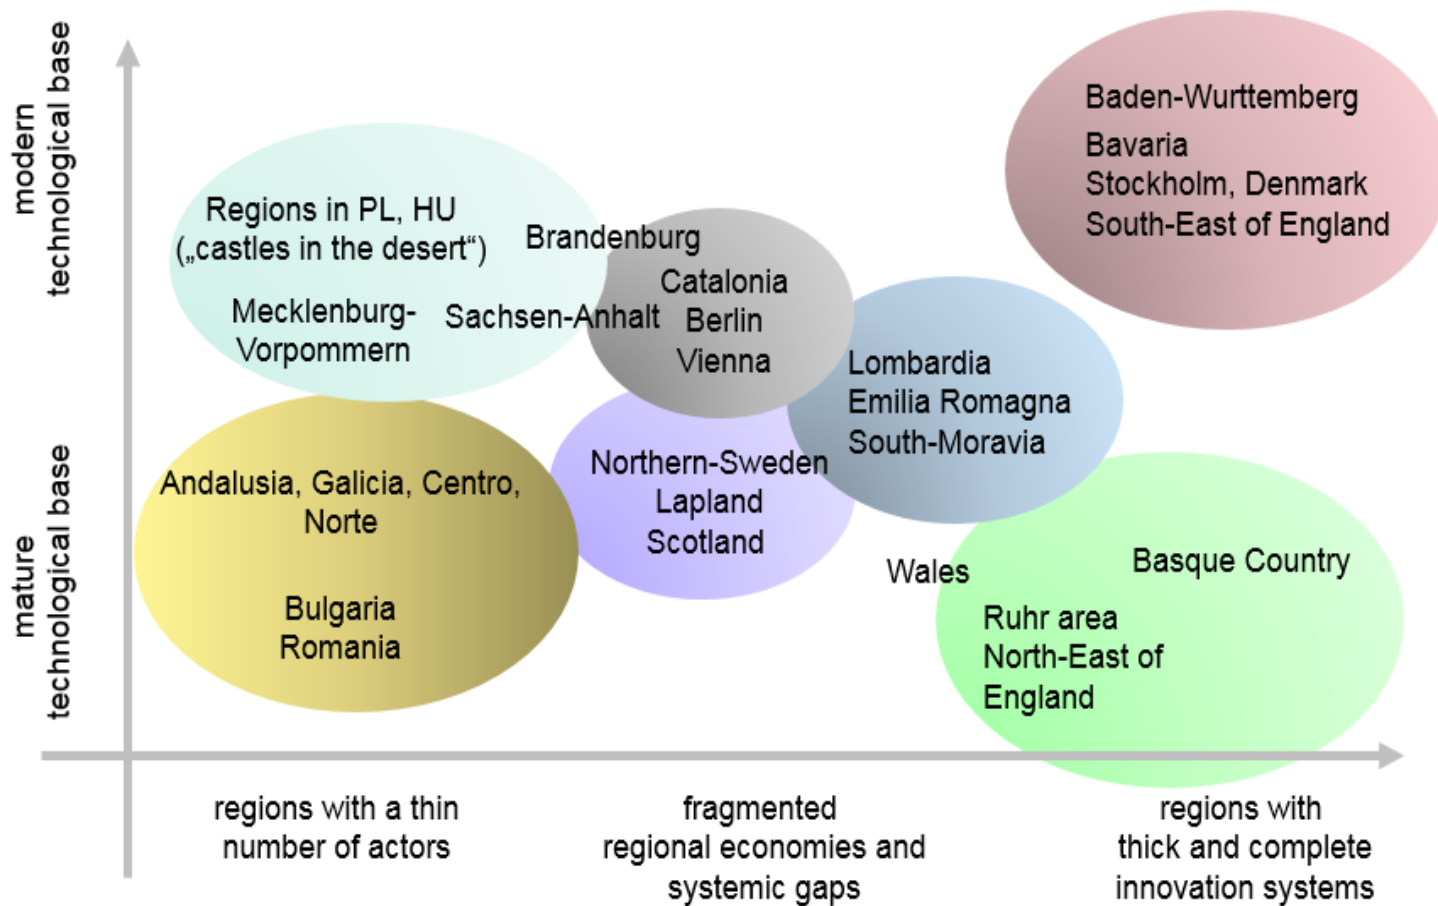 modern
technological base
mature
technological base
Baden-Wurttemberg
Bavaria
Stockholm, Denmark
South-East of England
Regions in PL, HU
(„castles in the desert“)
Mecklenburg-
Vorpommern
Brandenburg
Sachsen-Anhalt
Catalonia
Berlin
Vienna
Lombardia
Emilia Romagna
South-Moravia
Andalusia, Galicia, Centro,
Norte
Bulgaria
Romania
Northern-Sweden
Lapland
Scotland
Wales
Basque Country
Ruhr area
North-East of
England
regions with a thin
number of actors
fragmented
regional economies and
systemic gaps
regions with
thick and complete
innovation systems